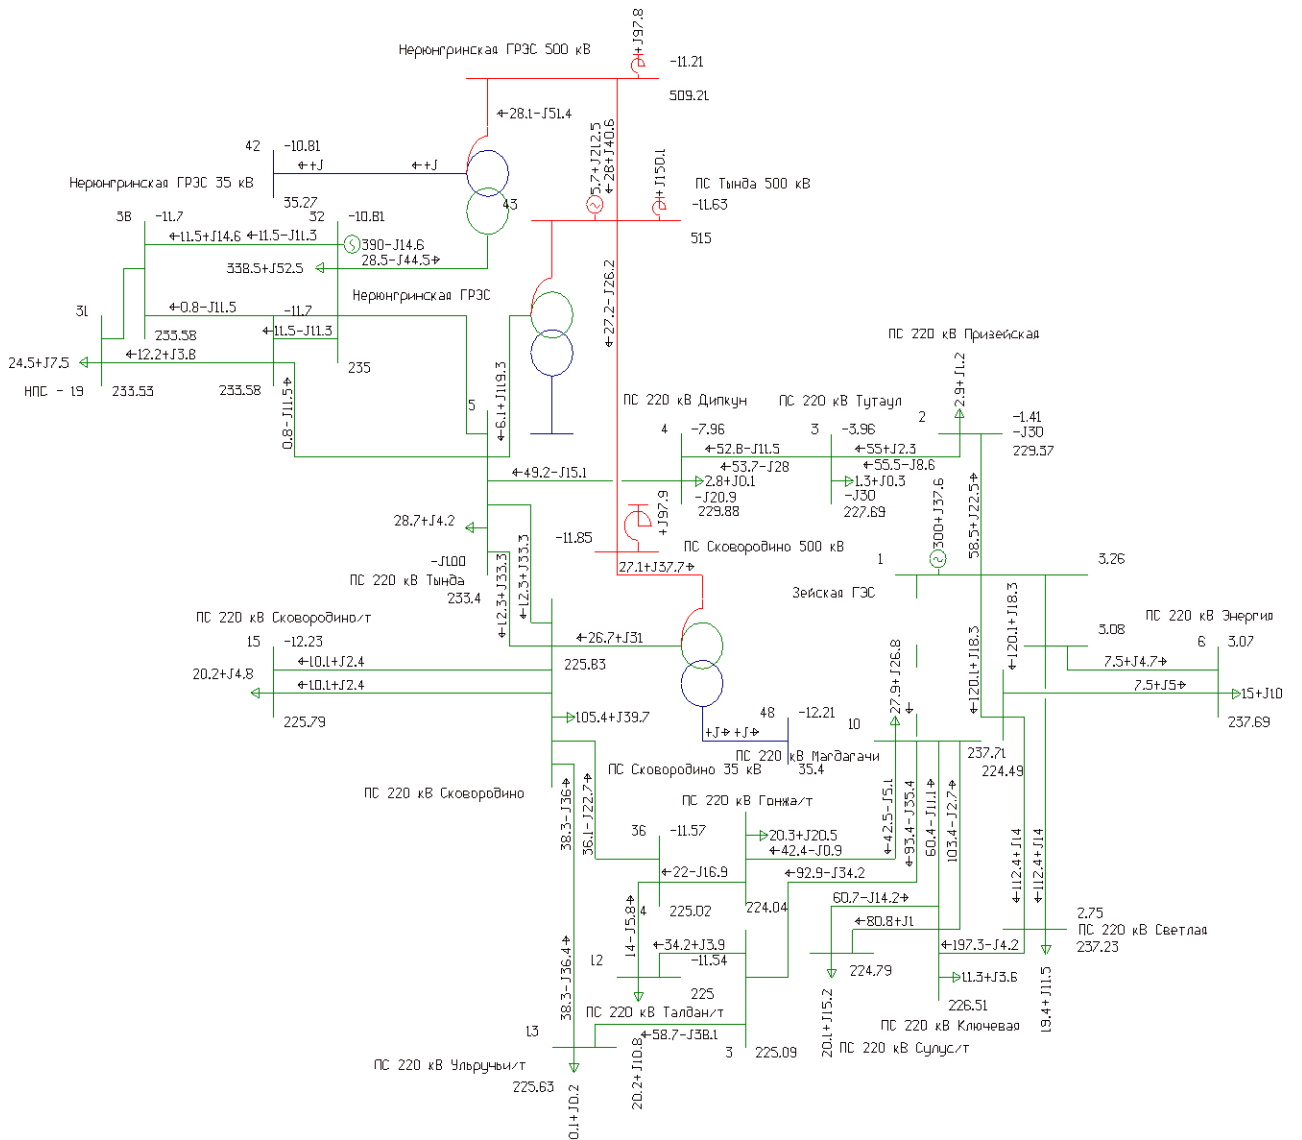 +J97.8
Нерюнгринская ГРЭС 500 кВ
-11.21
509.21
←28.1-J51.4
5.7+J212.5
←28+J40.6
+J150.1
42
-10.81
←+J
←+J
Нерюнгринская ГРЭС 35 кВ
35.27
43
ПС Тында 500 кВ
-11.63
515
38
-11.7
32
-10.81
←11.5+J14.6
←11.5-J11.3
390-J14.6
338.5+J52.5
28.5-J44.5→
←27.2-J26.2
Нерюнгринская ГРЭС
←0.8-J11.5
-11.7
31
233.58
←11.5-J11.3
235
24.5+J7.5
←12.2+J3.8
НПС - 19
233.53
233.58
0.8-J11.5→
←6.1+J119.3
ПС 220 кВ Призейская
2.9+J1.2
5
ПС 220 кВ Дипкун
ПС 220 кВ Тутаул
2
-1.41
-J30
229.37
4
-7.96
3
-3.96
←52.8-J11.5
←55+J2.3
←53.7-J28
←55.5-J8.6
←49.2-J15.1
2.8+J0.1
1.3+J0.3
-J20.9
-J30
229.88
227.69
300+J37.6
58.5+J22.5→
+J97.9
28.7+J4.2
-11.85
ПС Сковородино 500 кВ
-J100
ПС 220 кВ Тында
233.4
←12.3+J33.3
←12.3+J33.3
27.1+J37.7→
1
3.26
Зейская ГЭС
ПС 220 кВ Сковородино/т
15
-12.23
←26.7+J31
←10.1+J2.4
225.83
20.2+J4.8
←10.1+J2.4
225.79
105.4+J39.7
ПС 220 кВ Энергия
3.08
6
3.07
7.5+J4.7→
7.5+J5→
15+J10
237.69
←120.1+J18.3
←120.1+J18.3
27.9+J26.8
←
48
-12.21
+J→
+J→
ПС 220 кВ Магдагачи
10
237.71
224.49
35.4
ПС Сковородино 35 кВ
ПС 220 кВ Сковородино
38.3-J36→
36.1-J22.7→
ПС 220 кВ Гонжа/т
36
-11.57
20.3+J20.5
←42.4-J0.9
←42.5-J5.1
←93.4-J35.4
60.4-J11.1→
103.4-J2.7→
←22-J16.9
←92.9-J34.2
225.02
224.04
4
60.7-J14.2→
←80.8+J1
←112.4+J14
←112.4+J14
2.75
ПС 220 кВ Светлая
237.23
14-J5.8→
←34.2+J3.9
12
-11.54
225
←197.3-J4.2
224.79
11.3+J3.6
226.51
38.3-J36.4→
ПС 220 кВ Талдан/т
20.1+J15.2
ПС 220 кВ Ключевая
19.4+J11.5
13
←58.7-J38.1
3
225.09
ПС 220 кВ Сулус/т
ПС 220 кВ Ульручьи/т
225.63
0.1+J0.2
20.2+J10.8